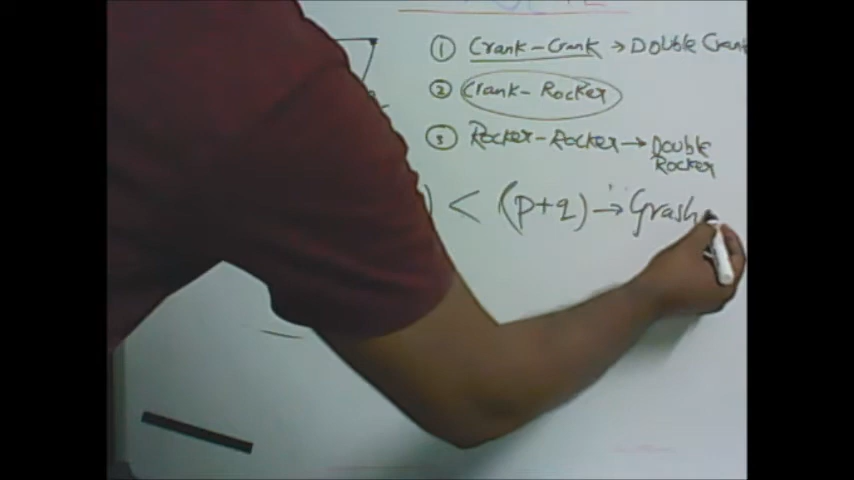 ① Crank-Crank → Double Crank
② Crank-Rocker
③ Rocker-Rocker → Double
Rocker
) < (p+q) → Grash